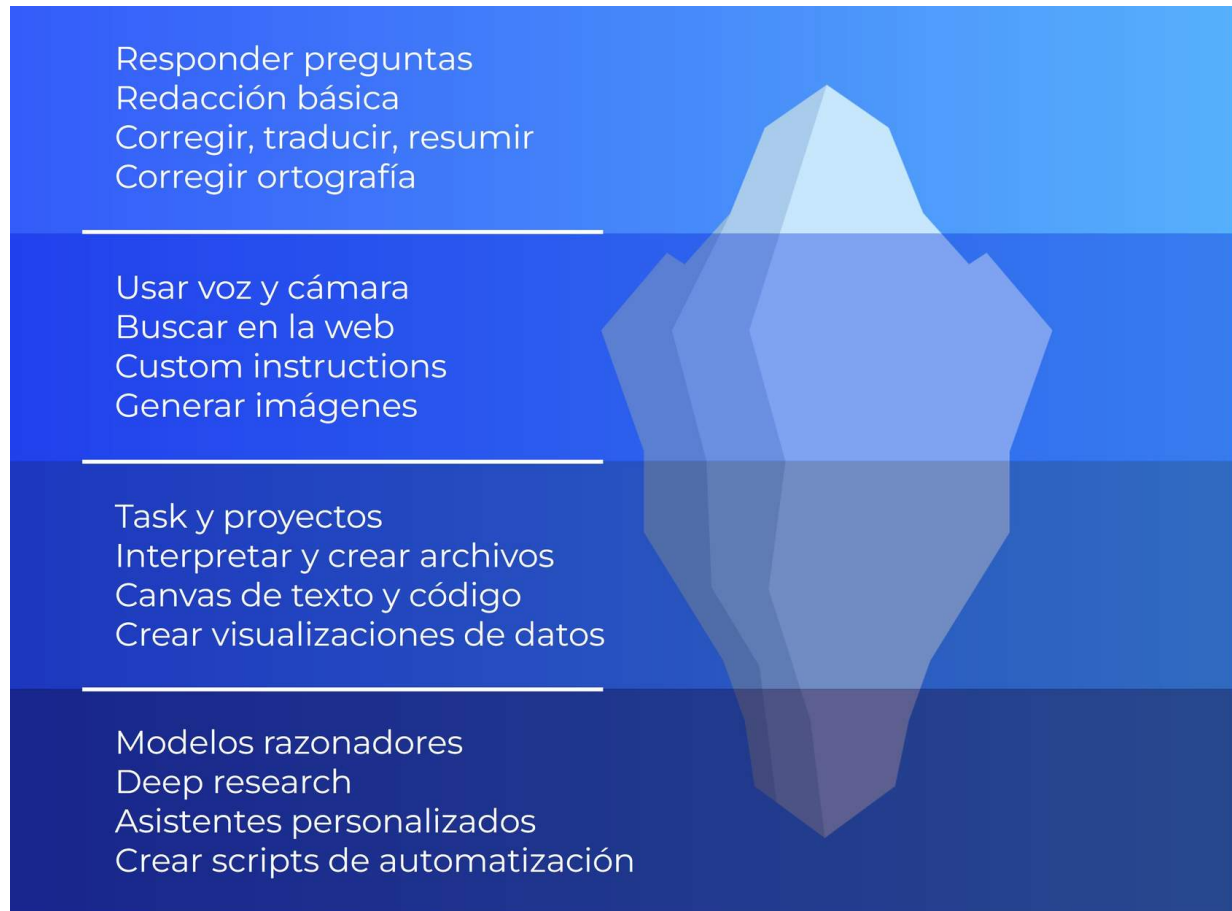 Responder preguntas
Redacción básica
Corregir, traducir, resumir
Corregir ortografía
Usar voz y cámara
Buscar en la web
Custom instructions
Generar imágenes
Task y proyectos
Interpretar y crear archivos
Canvas de texto y código
Crear visualizaciones de datos
Modelos razonadores
Deep research
Asistentes personalizados
Crear scripts de automatización